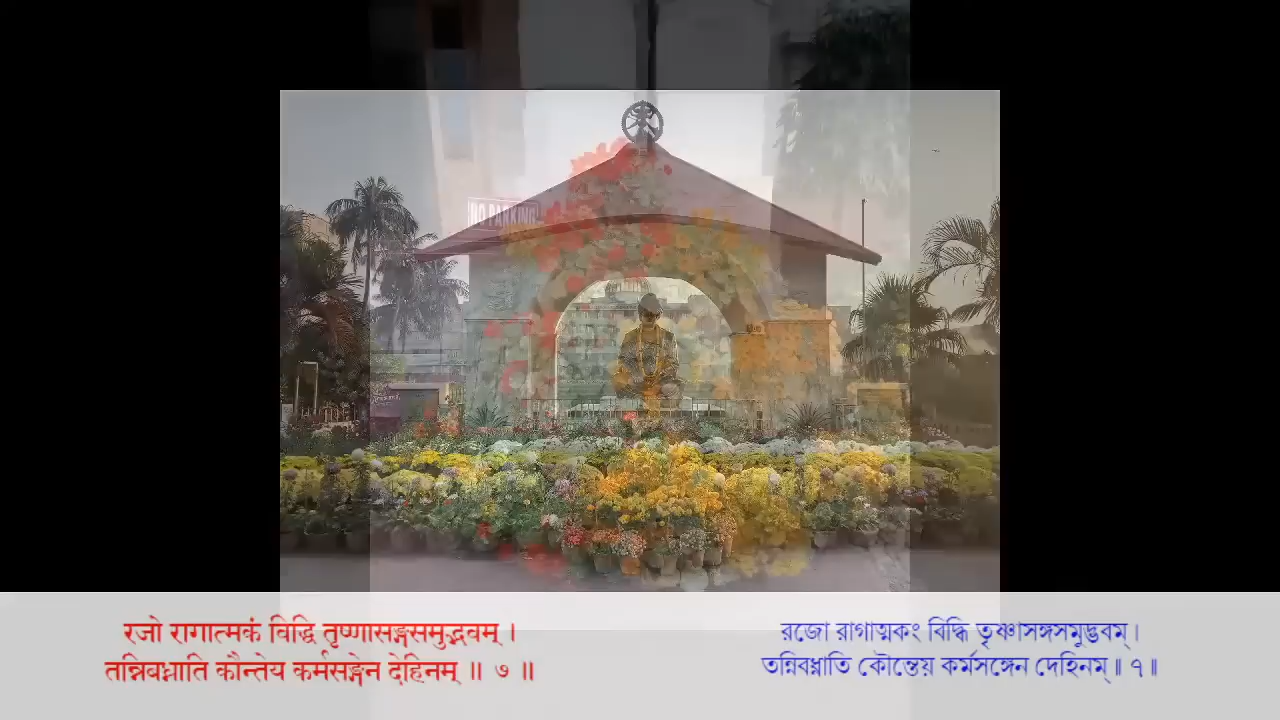 NO PARKING
रजो रागात्मकं विद्धि तृष्णासङ्गसमुद्भवम् ।
तन्निबध्नाति कौन्तेय कर्मसङ्गेन देहिनम् ॥ ७ ॥
রজো রাগাত্মকং বিদ্ধি তৃষ্ণাসঙ্গসমুদ্ভবম্।
তন্নিবধ্নাতি কৌন্তেয় কর্মসঙ্গেন দেহিনম্॥ ৭॥